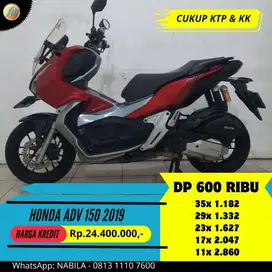 CUKUP KTP & KK
DP 600 RIBU
35x 1.182
29x 1.332
23x 1.627
17x 2.047
11x 2.860
HONDA ADV 150 2019
HARGA KREDIT
Rp.24.400.000,-
WhatsApp: NABILA - 0813 1110 7600